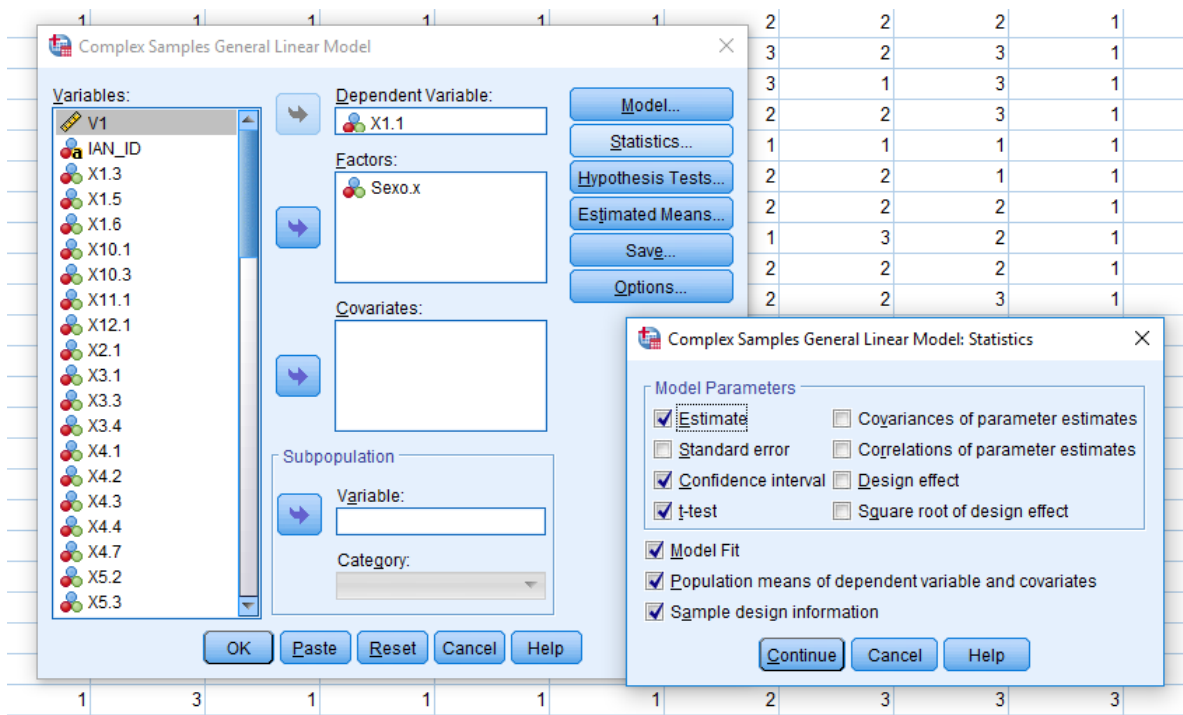 1 1 1 1 1 1 2 2 2 1
Complex Samples General Linear Model
3 2 3 1
3 1 3 1
2 2 3 1
1 1 1 1
2 2 1 1
2 2 2 1
1 3 2 1
2 2 2 1
2 2 3 1
Variables:
V1
IAN_ID
X1.3
X1.5
X1.6
X10.1
X10.3
X11.1
X12.1
X2.1
X3.1
X3.3
X3.4
X4.1
X4.2
X4.3
X4.4
X4.7
X5.2
X5.3
Dependent Variable:
X1.1
Factors:
Sexo.x
Covariates:
Subpopulation
Variable:
Category:
Model...
Statistics...
Hypothesis Tests...
Estimated Means...
Save...
Options...
OK Paste Reset Cancel Help
Complex Samples General Linear Model: Statistics
Model Parameters
Estimate Covariances of parameter estimates
Standard error Correlations of parameter estimates
Confidence interval Design effect
t-test Square root of design effect
Model Fit
Population means of dependent variable and covariates
Sample design information
Continue Cancel Help
1 3 1 1 1 1 2 3 3 3